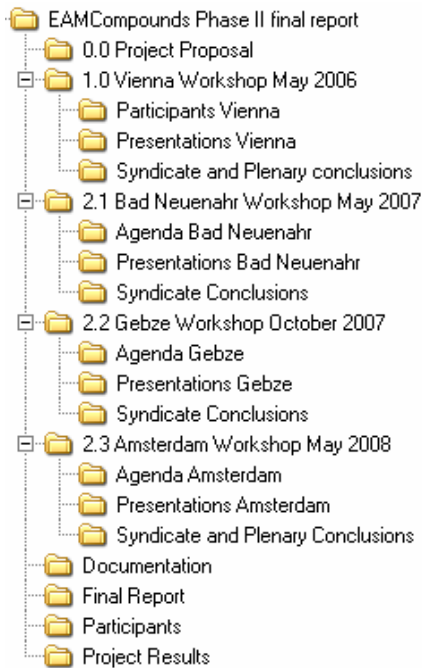 EAMCompounds Phase II final report
0.0 Project Proposal
1.0 Vienna Workshop May 2006
Participants Vienna
Presentations Vienna
Syndicate and Plenary conclusions
2.1 Bad Neuenahr Workshop May 2007
Agenda Bad Neuenahr
Presentations Bad Neuenahr
Syndicate Conclusions
2.2 Gebze Workshop October 2007
Agenda Gebze
Presentations Gebze
Syndicate Conclusions
2.3 Amsterdam Workshop May 2008
Agenda Amsterdam
Presentations Amsterdam
Syndicate and Plenary Conclusions
Documentation
Final Report
Participants
Project Results